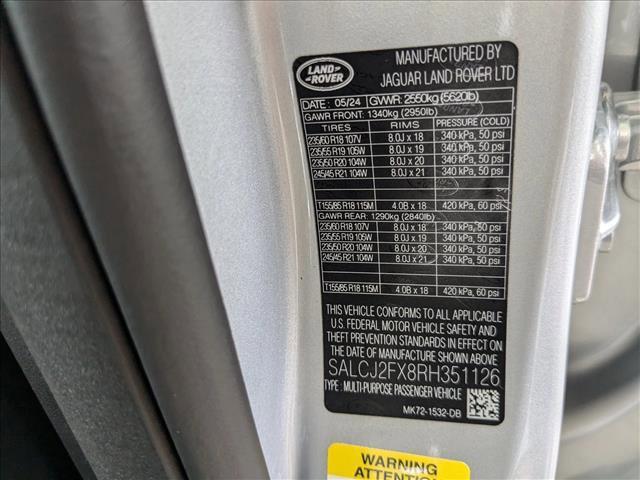 LAND ROVER
MANUFACTURED BY
JAGUAR LAND ROVER LTD
DATE : 05/24 GVWR: 2550kg (5620lb)
GAWR FRONT: 1340kg (2950lb)
TIRES RIMS PRESSURE (COLD)
235/60 R18 107V 8.0J x 18 340 kPa, 50 psi
235/55 R19 105W 8.0J x 19 340 kPa, 50 psi
235/50 R20 104W 8.0J x 20 340 kPa, 50 psi
245/45 R21 104W 8.0J x 21 340 kPa, 50 psi
T155/85 R18 115M 4.0B x 18 420 kPa, 60 psi
GAWR REAR: 1290kg (2840lb)
235/60 R18 107V 8.0J x 18 340 kPa, 50 psi
235/55 R19 105W 8.0J x 19 340 kPa, 50 psi
235/50 R20 104W 8.0J x 20 340 kPa, 50 psi
245/45 R21 104W 8.0J x 21 340 kPa, 50 psi
T155/85 R18 115M 4.0B x 18 420 kPa, 60 psi
THIS VEHICLE CONFORMS TO ALL APPLICABLE
U.S. FEDERAL MOTOR VEHICLE SAFETY AND
THEFT PREVENTION STANDARDS IN EFFECT ON
THE DATE OF MANUFACTURE SHOWN ABOVE
SALCJ2FX8RH351126
TYPE: MULTI-PURPOSE PASSENGER VEHICLE
MK72-1532-DB
WARNING
ATTENTION